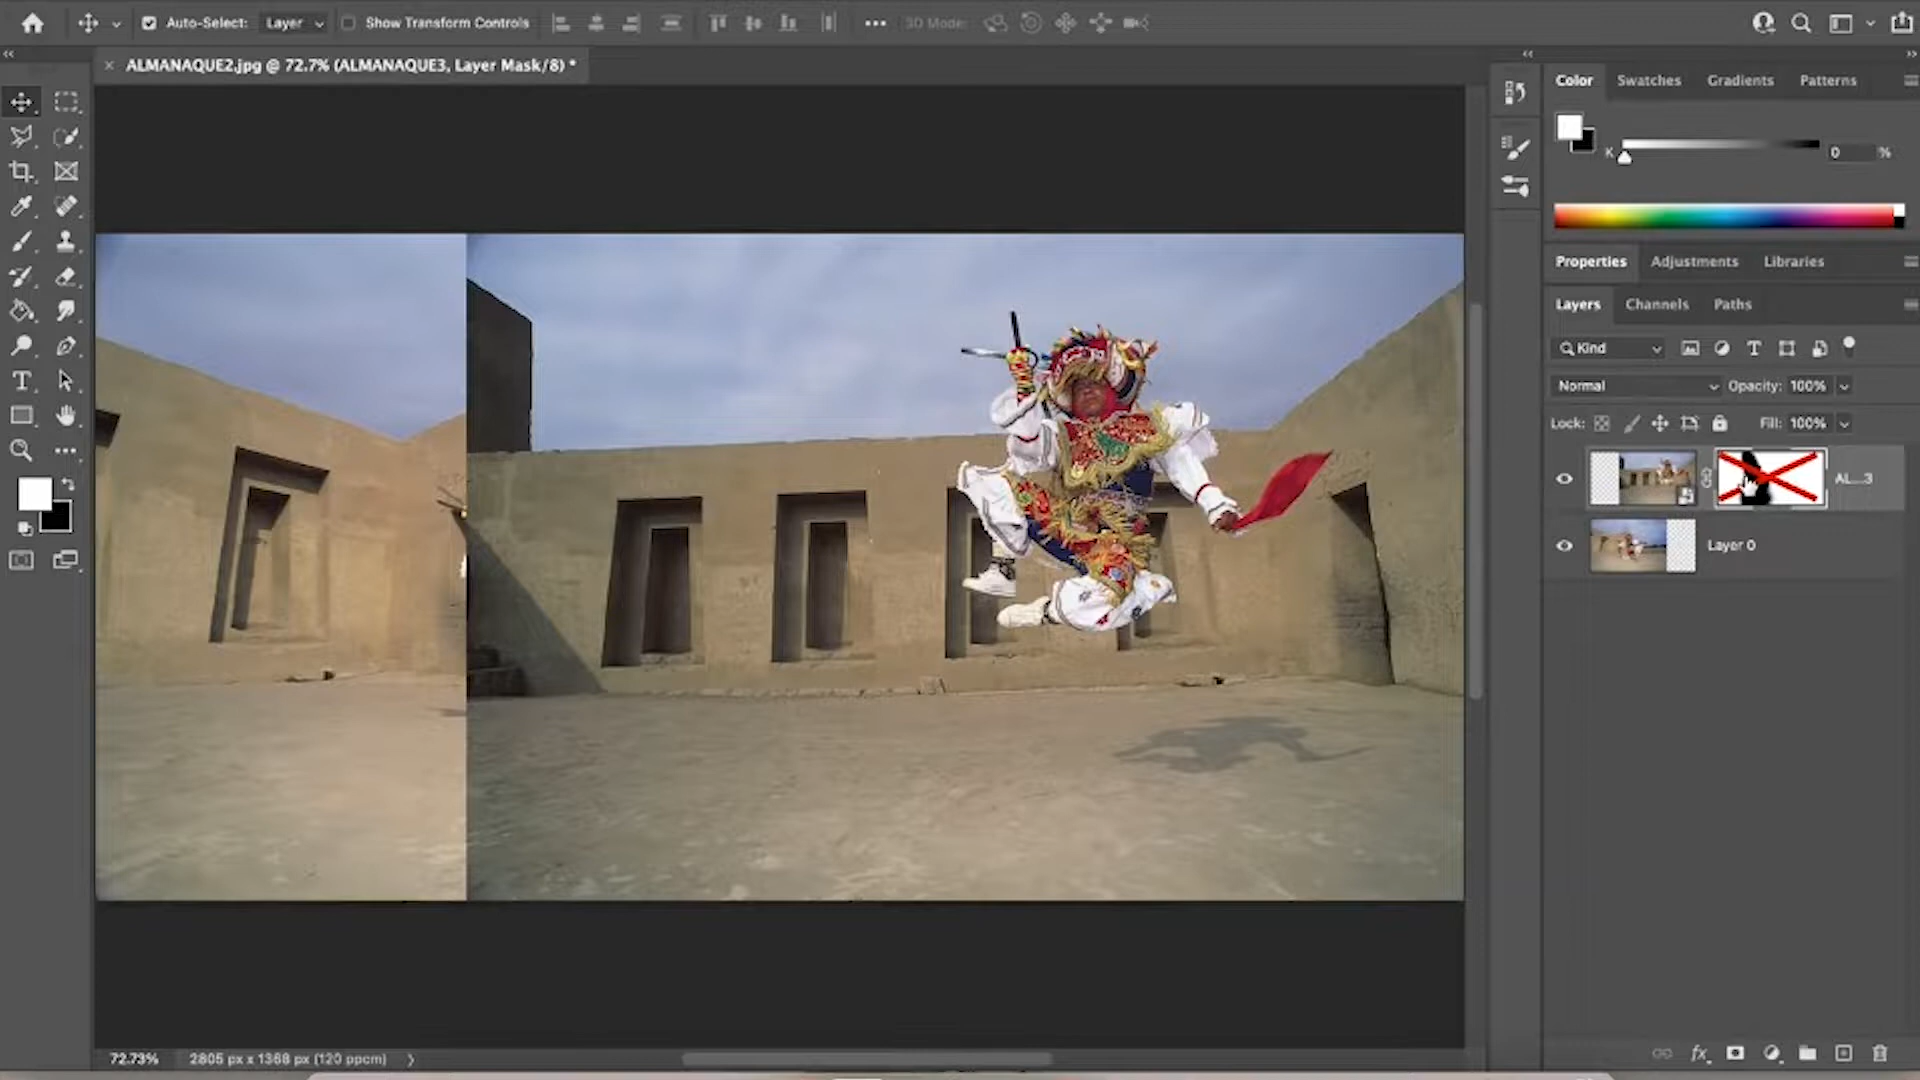 Auto-Select: Layer Show Transform Controls 3D Mode:
ALMANAQUE2.jpg @ 72.7% (ALMANAQUE3, Layer Mask/8) *
Color Swatches Gradients Patterns
K 0 %
Properties Adjustments Libraries
Layers Channels Paths
Kind
Normal Opacity: 100%
Lock: Fill: 100%
AL...3
Layer 0
72.73% 2805 px x 1368 px (120 ppcm)